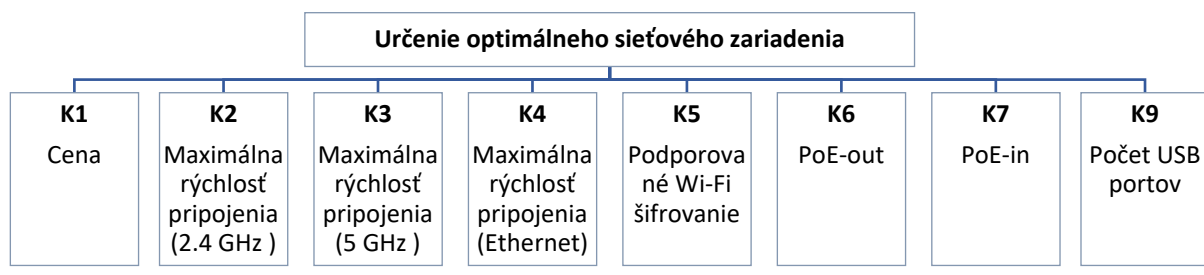 Určenie optimálneho sieťového zariadenia
K1
Cena
K2
Maximálna
rýchlosť
pripojenia
(2.4 GHz )
K3
Maximálna
rýchlosť
pripojenia
(5 GHz )
K4
Maximálna
rýchlosť
pripojenia
(Ethernet)
K5
Podporova
né Wi-Fi
šifrovanie
K6
PoE-out
K7
PoE-in
K9
Počet USB
portov